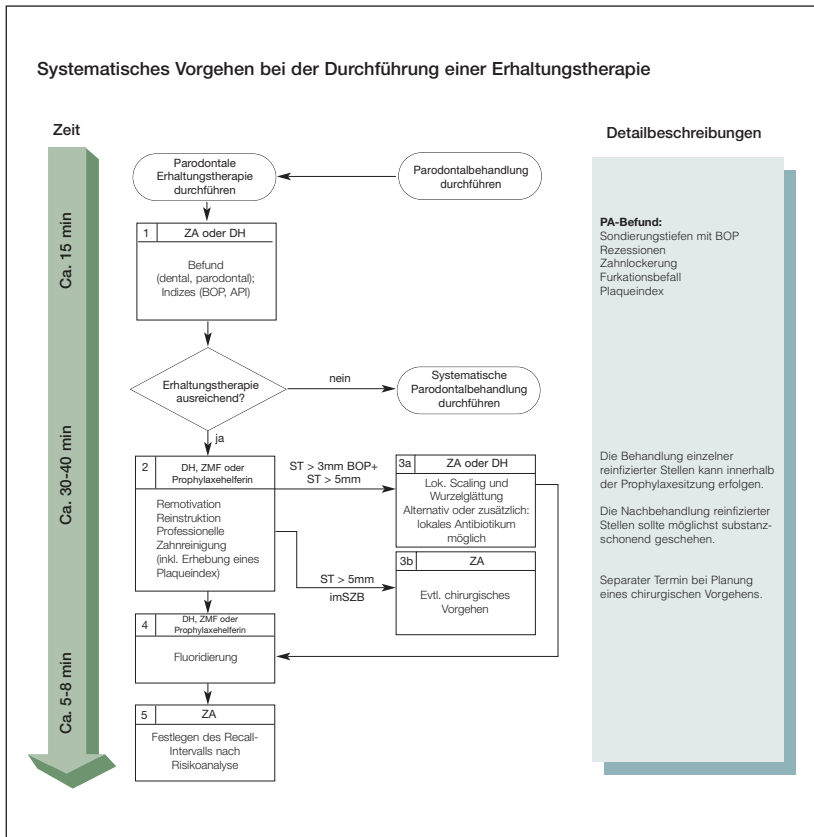 Systematisches Vorgehen bei der Durchführung einer Erhaltungstherapie
Zeit
Detailbeschreibungen
Parodontale
Erhaltungstherapie
durchführen
Parodontalbehandlung
durchführen
Ca. 15 min
1 ZA oder DH
Befund
(dental, parodontal);
Indizes (BOP, API)
PA-Befund:
Sondierungstiefen mit BOP
Rezessionen
Zahnlockerung
Furkationsbefall
Plaqueindex
Erhaltungstherapie
ausreichend?
nein
Systematische
Parodontalbehandlung
durchführen
ja
Ca. 30-40 min
2 DH, ZMF oder
Prophylaxehelferin
Remotivation
Reinstruktion
Professionelle
Zahnreinigung
(inkl. Erhebung eines
Plaqueindex)
ST > 3mm BOP+
ST > 5mm
3a ZA oder DH
Lok. Scaling und
Wurzelglättung
Alternativ oder zusätzlich:
lokales Antibiotikum
möglich
Die Behandlung einzelner
reinfizierter Stellen kann innerhalb
der Prophylaxesitzung erfolgen.
Die Nachbehandlung reinfizierter
Stellen sollte möglichst substanz-
schonend geschehen.
ST > 5mm
imSZB
3b ZA
Evtl. chirurgisches
Vorgehen
Separater Termin bei Planung
eines chirurgischen Vorgehens.
4 DH, ZMF oder
Prophylaxehelferin
Fluoridierung
Ca. 5-8 min
5 ZA
Festlegen des Recall-
Intervalls nach
Risikoanalyse